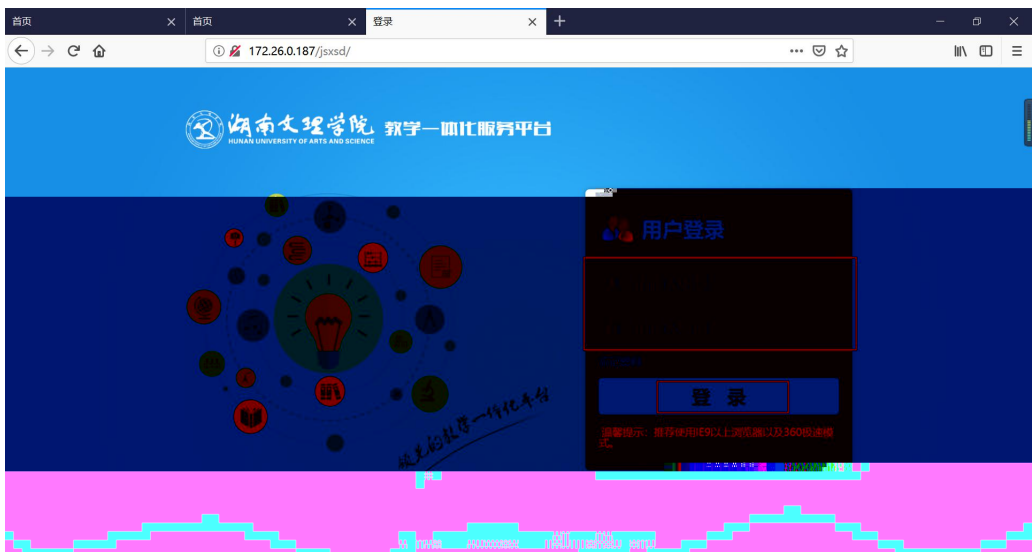 首页
首页
登录
172.26.0.187/jsxsd/
湖南文理学院 教学一体化服务平台
HUNAN UNIVERSITY OF ARTS AND SCIENCE
用户登录
登 录
温馨提示：推荐使用IE9以上浏览器以及360极速模
式。